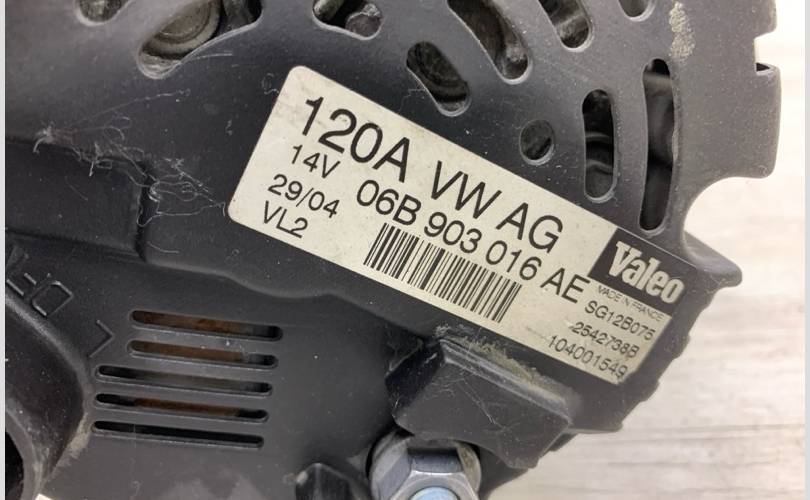 120A VW AG
14V 06B 903 016 AE
29/04
VL2
Valeo
MADE IN FRANCE
SG12B075
2542738B
104001549